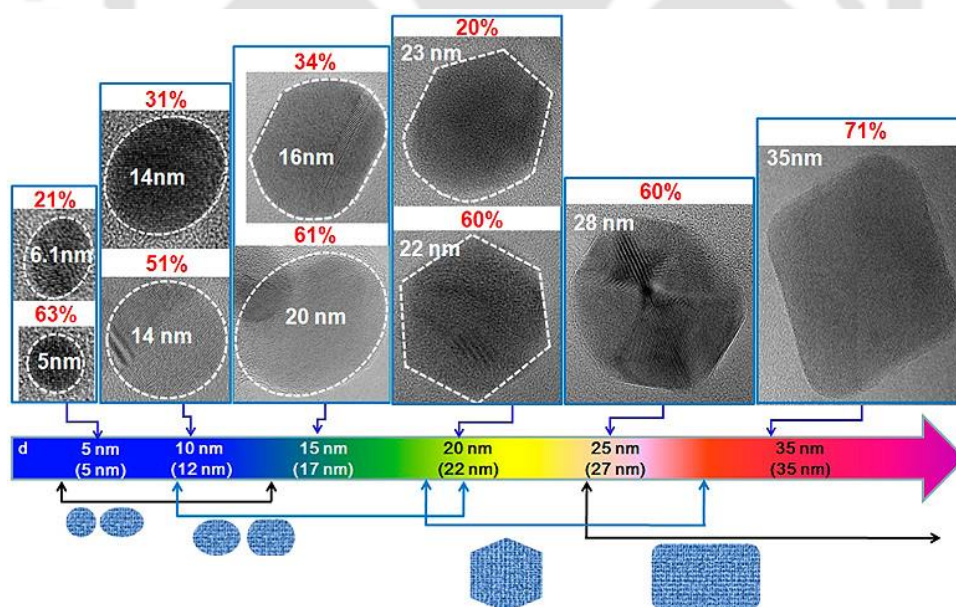 21%
6.1nm
63%
5nm
31%
14nm
51%
14 nm
34%
16nm
61%
20 nm
20%
23 nm
60%
22 nm
60%
28 nm
71%
35nm
d 5 nm 10 nm 15 nm 20 nm 25 nm 35 nm
(5 nm) (12 nm) (17 nm) (22 nm) (27 nm) (35 nm)